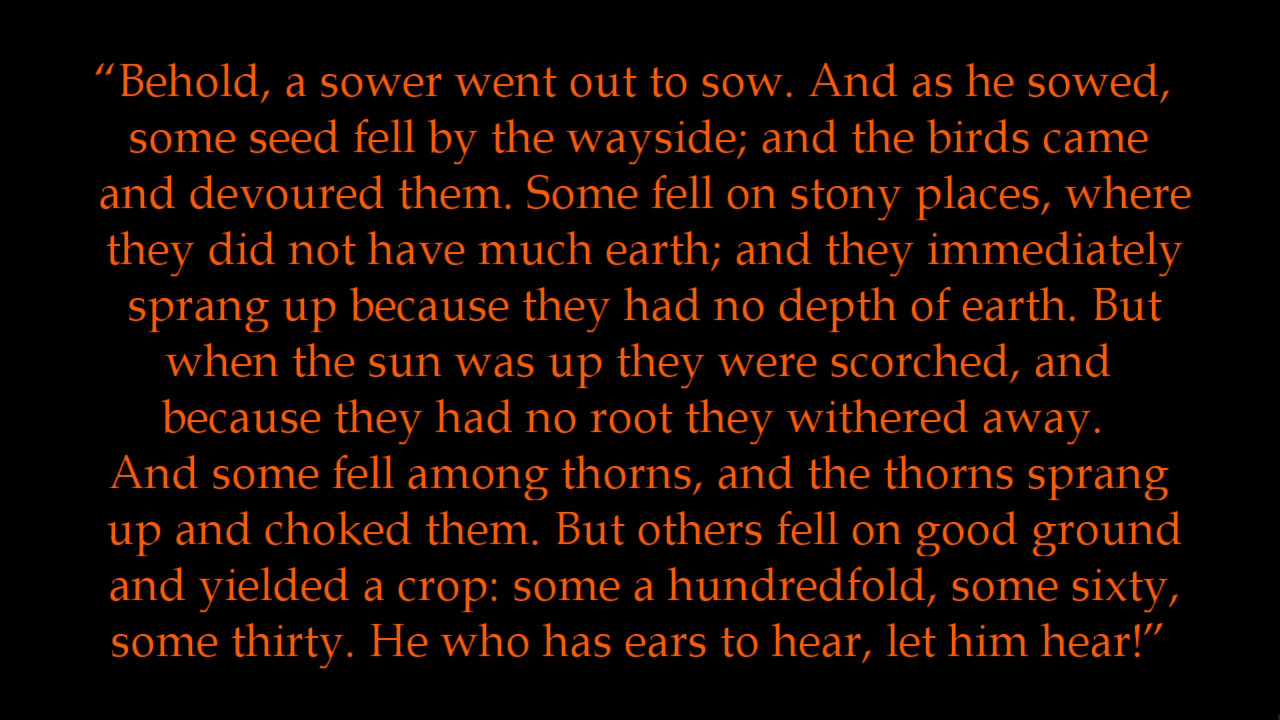 “Behold, a sower went out to sow. And as he sowed,
some seed fell by the wayside; and the birds came
and devoured them. Some fell on stony places, where
they did not have much earth; and they immediately
sprang up because they had no depth of earth. But
when the sun was up they were scorched, and
because they had no root they withered away.
And some fell among thorns, and the thorns sprang
up and choked them. But others fell on good ground
and yielded a crop: some a hundredfold, some sixty,
some thirty. He who has ears to hear, let him hear!”